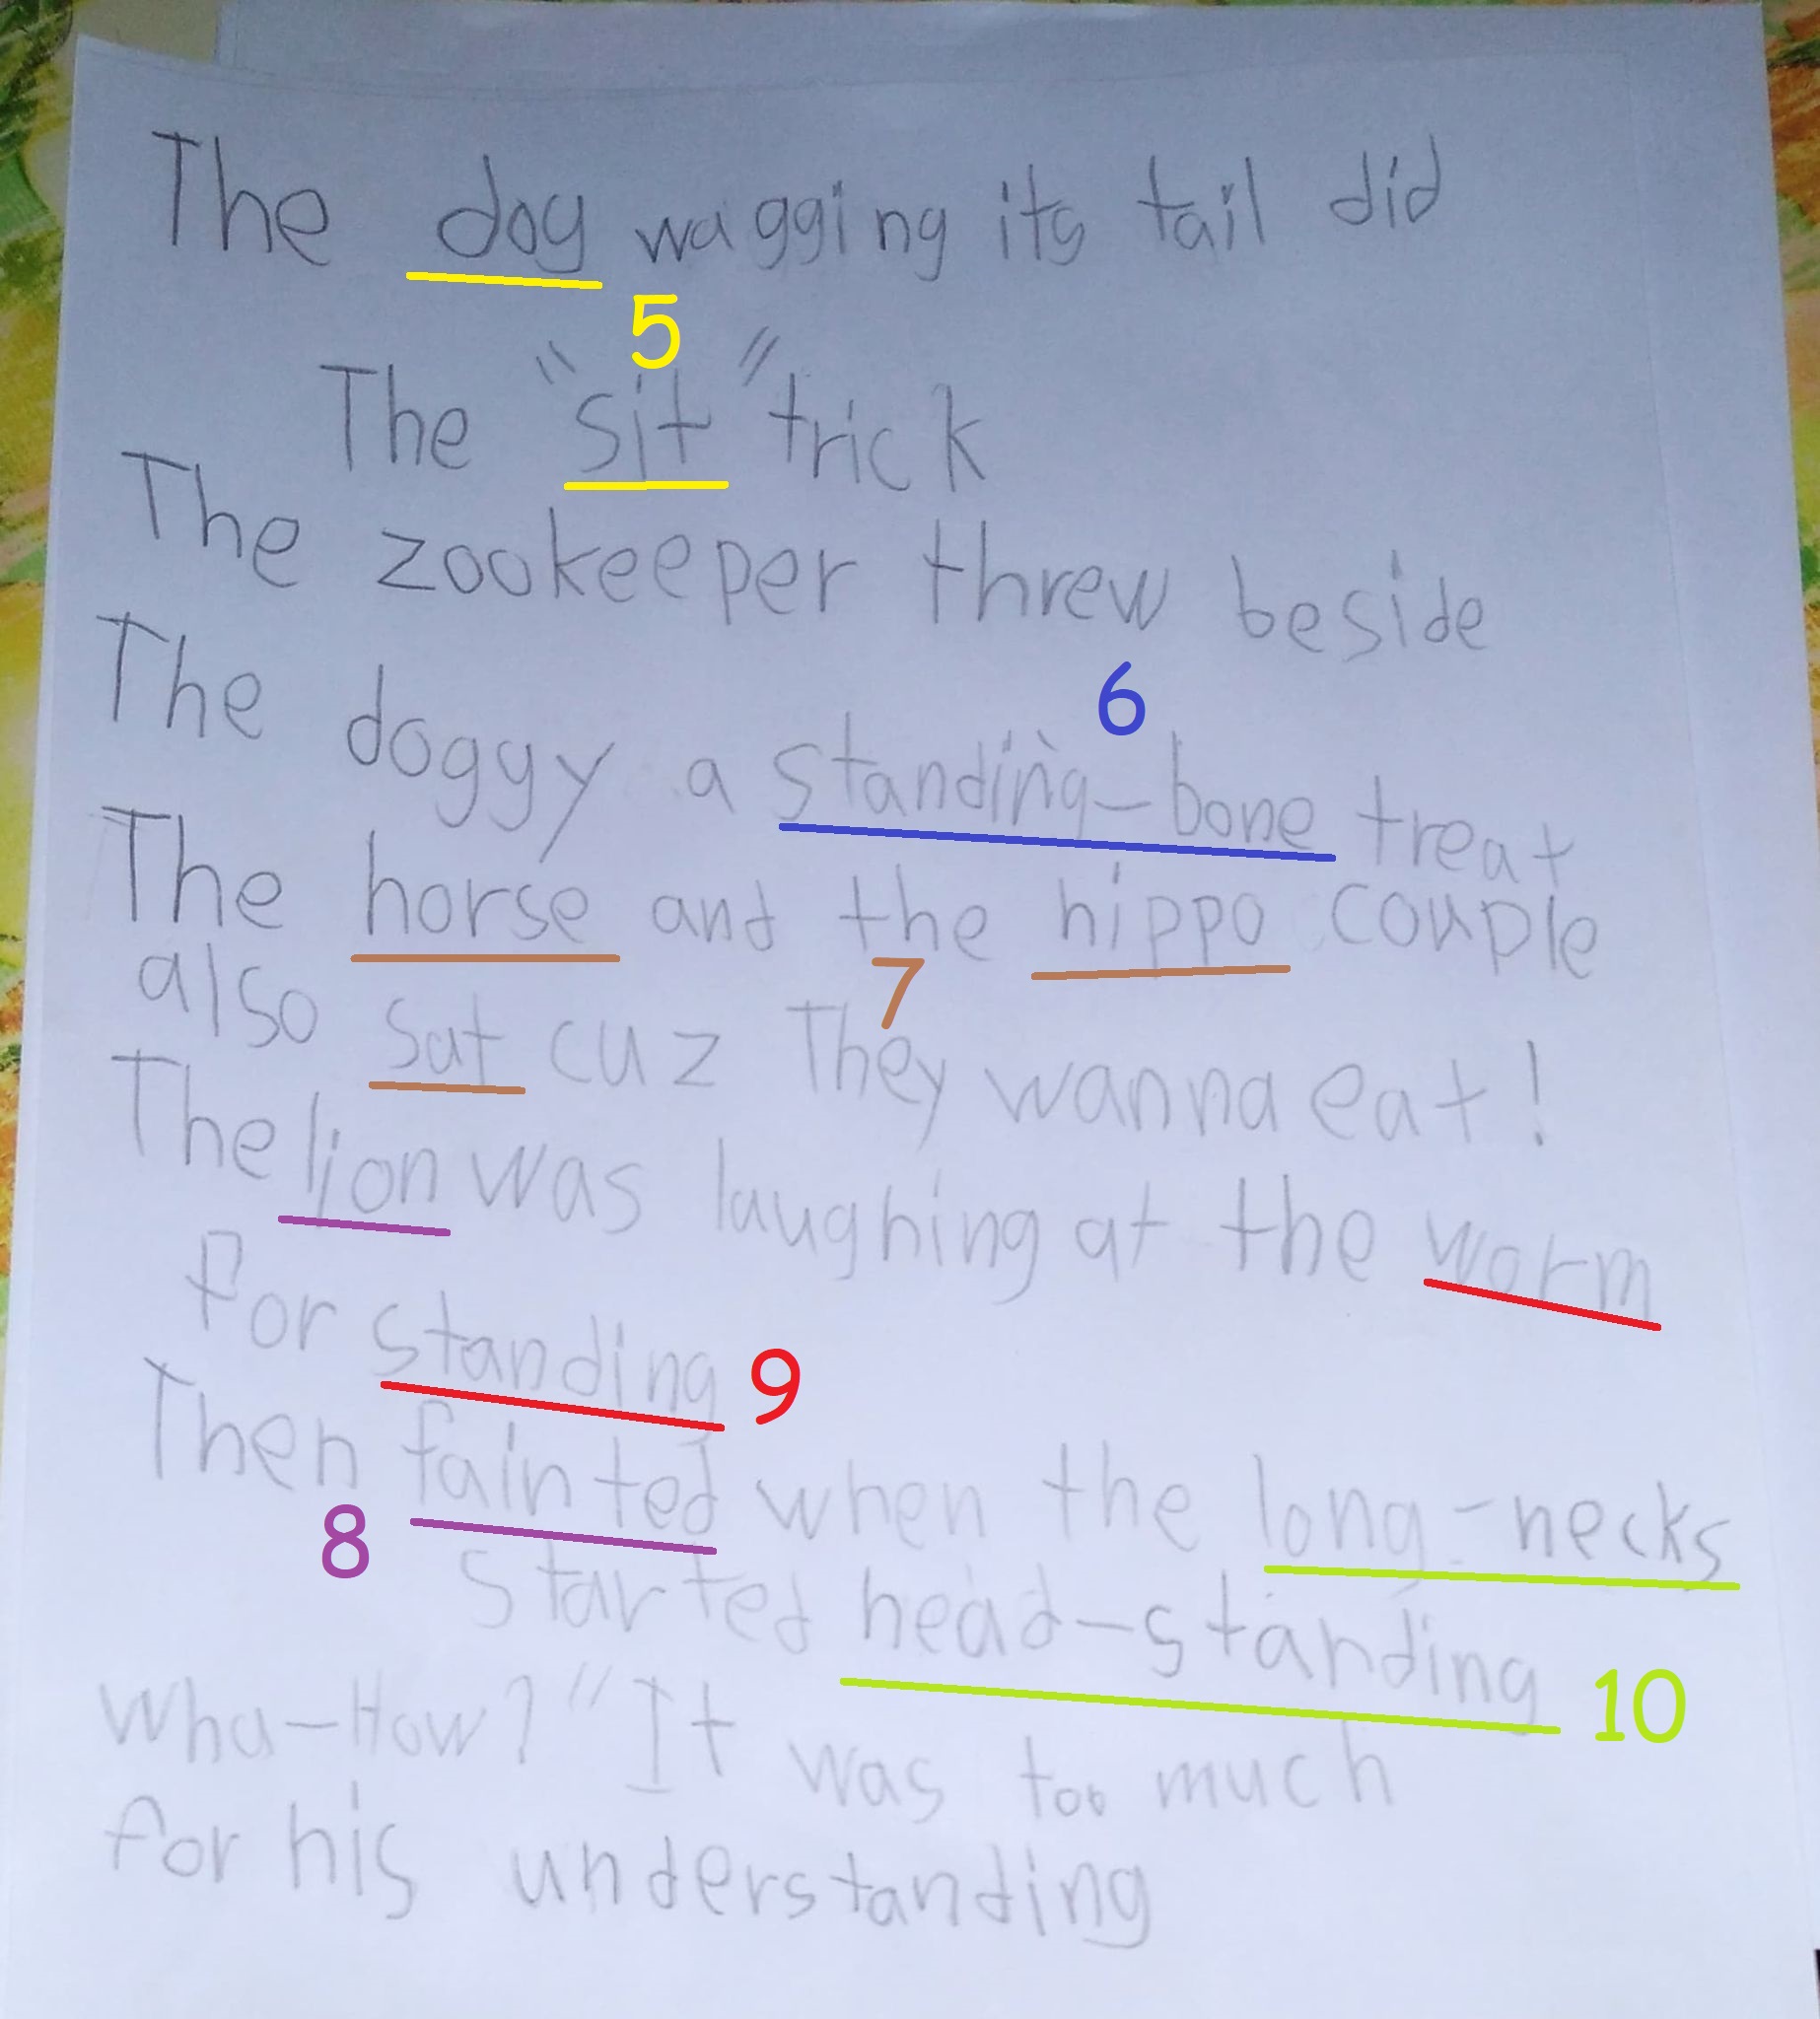 The dog wagging its tail did
5
The "sit" trick
The zookeeper threw beside
6
The doggy a standing-bone treat
The horse and the hippo couple
7
also sat cuz They wanna eat!
The lion was laughing at the worm
for standing 9
Then fainted when the long-necks
8
started head-standing 10
Wha-How?" It was too much
for his understanding